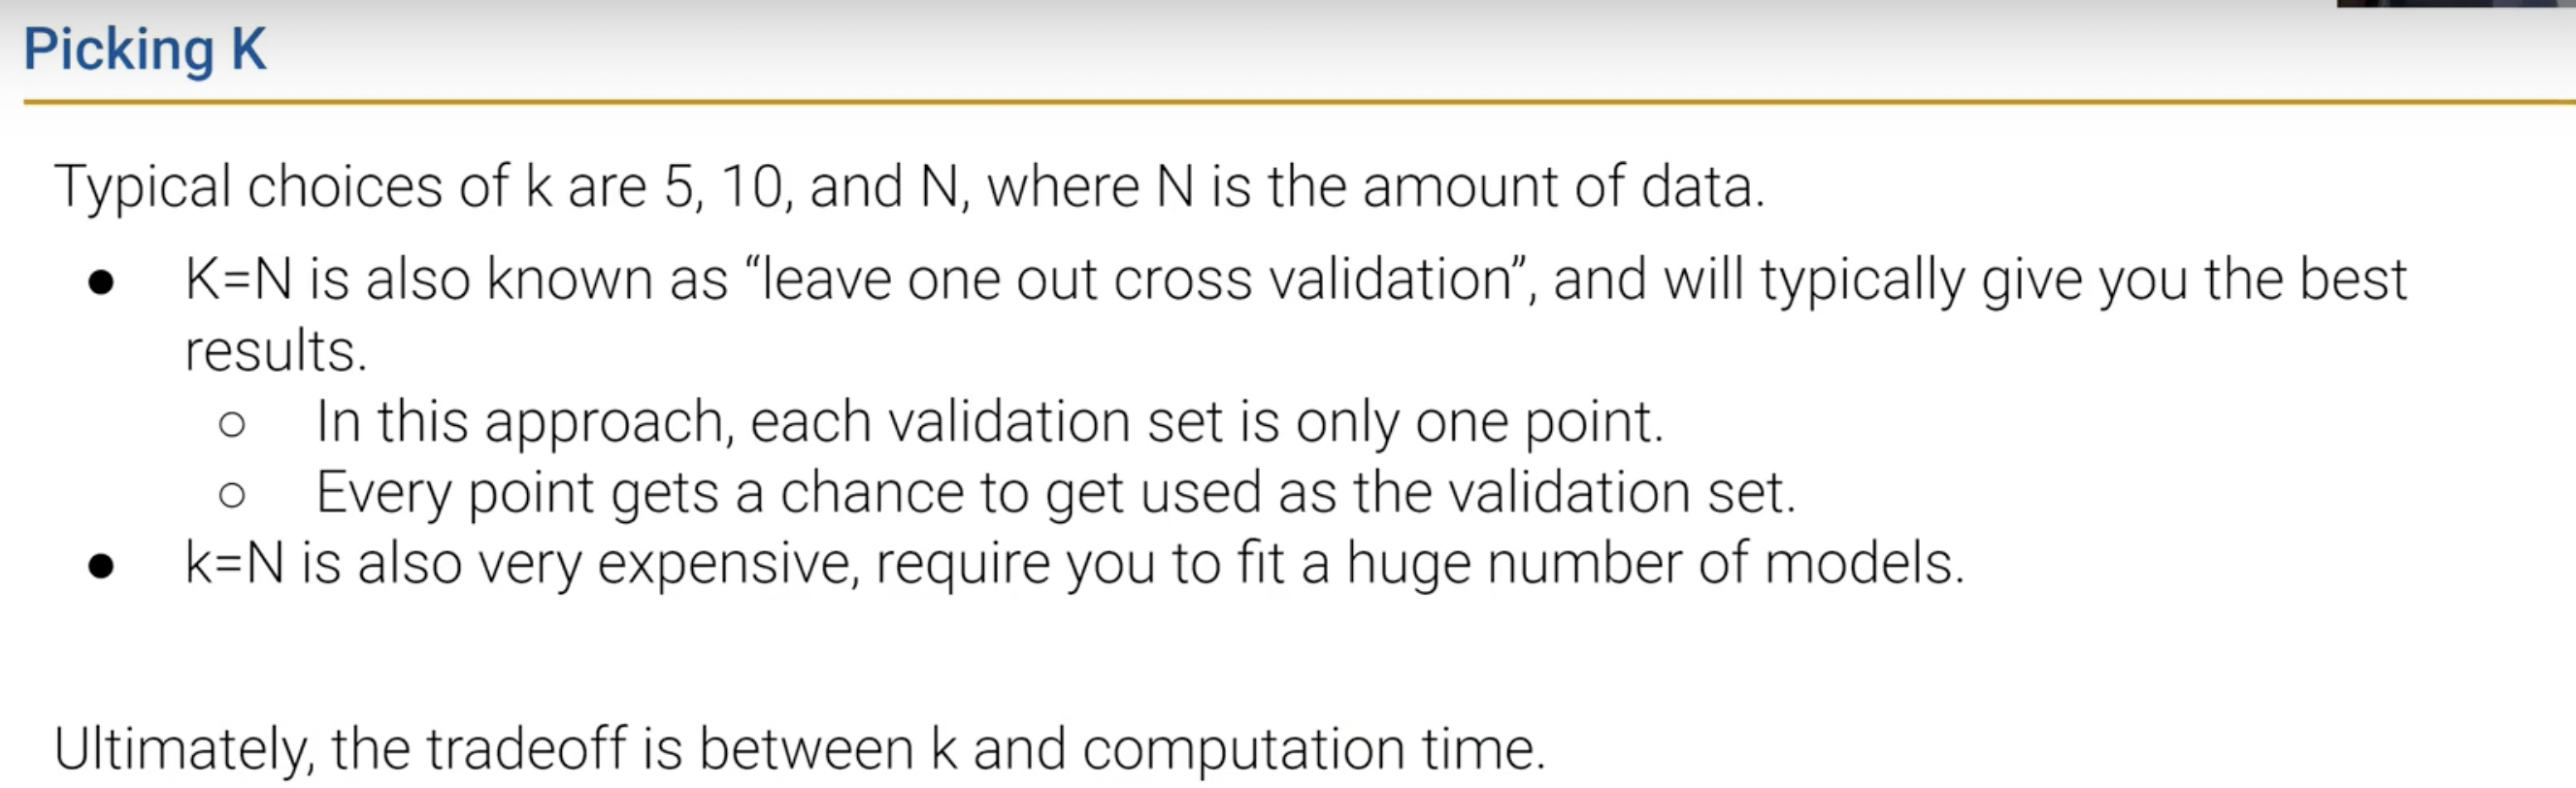 Picking K
Typical choices of k are 5, 10, and N, where N is the amount of data.
● K=N is also known as “leave one out cross validation”, and will typically give you the best
results.
○ In this approach, each validation set is only one point.
○ Every point gets a chance to get used as the validation set.
● k=N is also very expensive, require you to fit a huge number of models.
Ultimately, the tradeoff is between k and computation time.